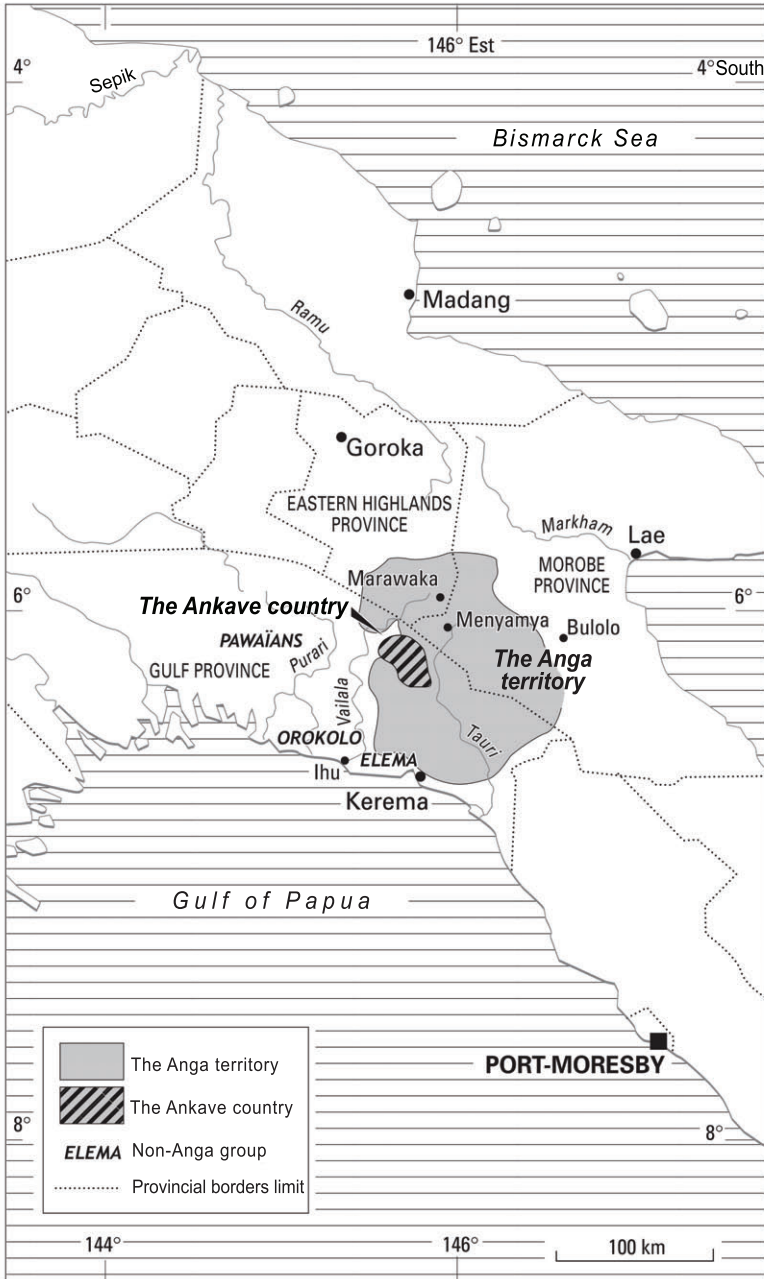 146° Est
4°
4° South
Sepik
Bismarck Sea
Madang
Ramu
Goroka
EASTERN HIGHLANDS
PROVINCE
Markham
Lae
MOROBE
PROVINCE
Marawaka
6°
6°
The Ankave country
Menyamya
Bulolo
PAWAÏANS
Purari
The Anga
territory
GULF PROVINCE
Vailala
Tauri
OROKOLO
ELEMA
Ihu
Kerema
Gulf of Papua
PORT-MORESBY
The Anga territory
The Ankave country
8°
8°
ELEMA Non-Anga group
Provincial borders limit
144°
146°
100 km